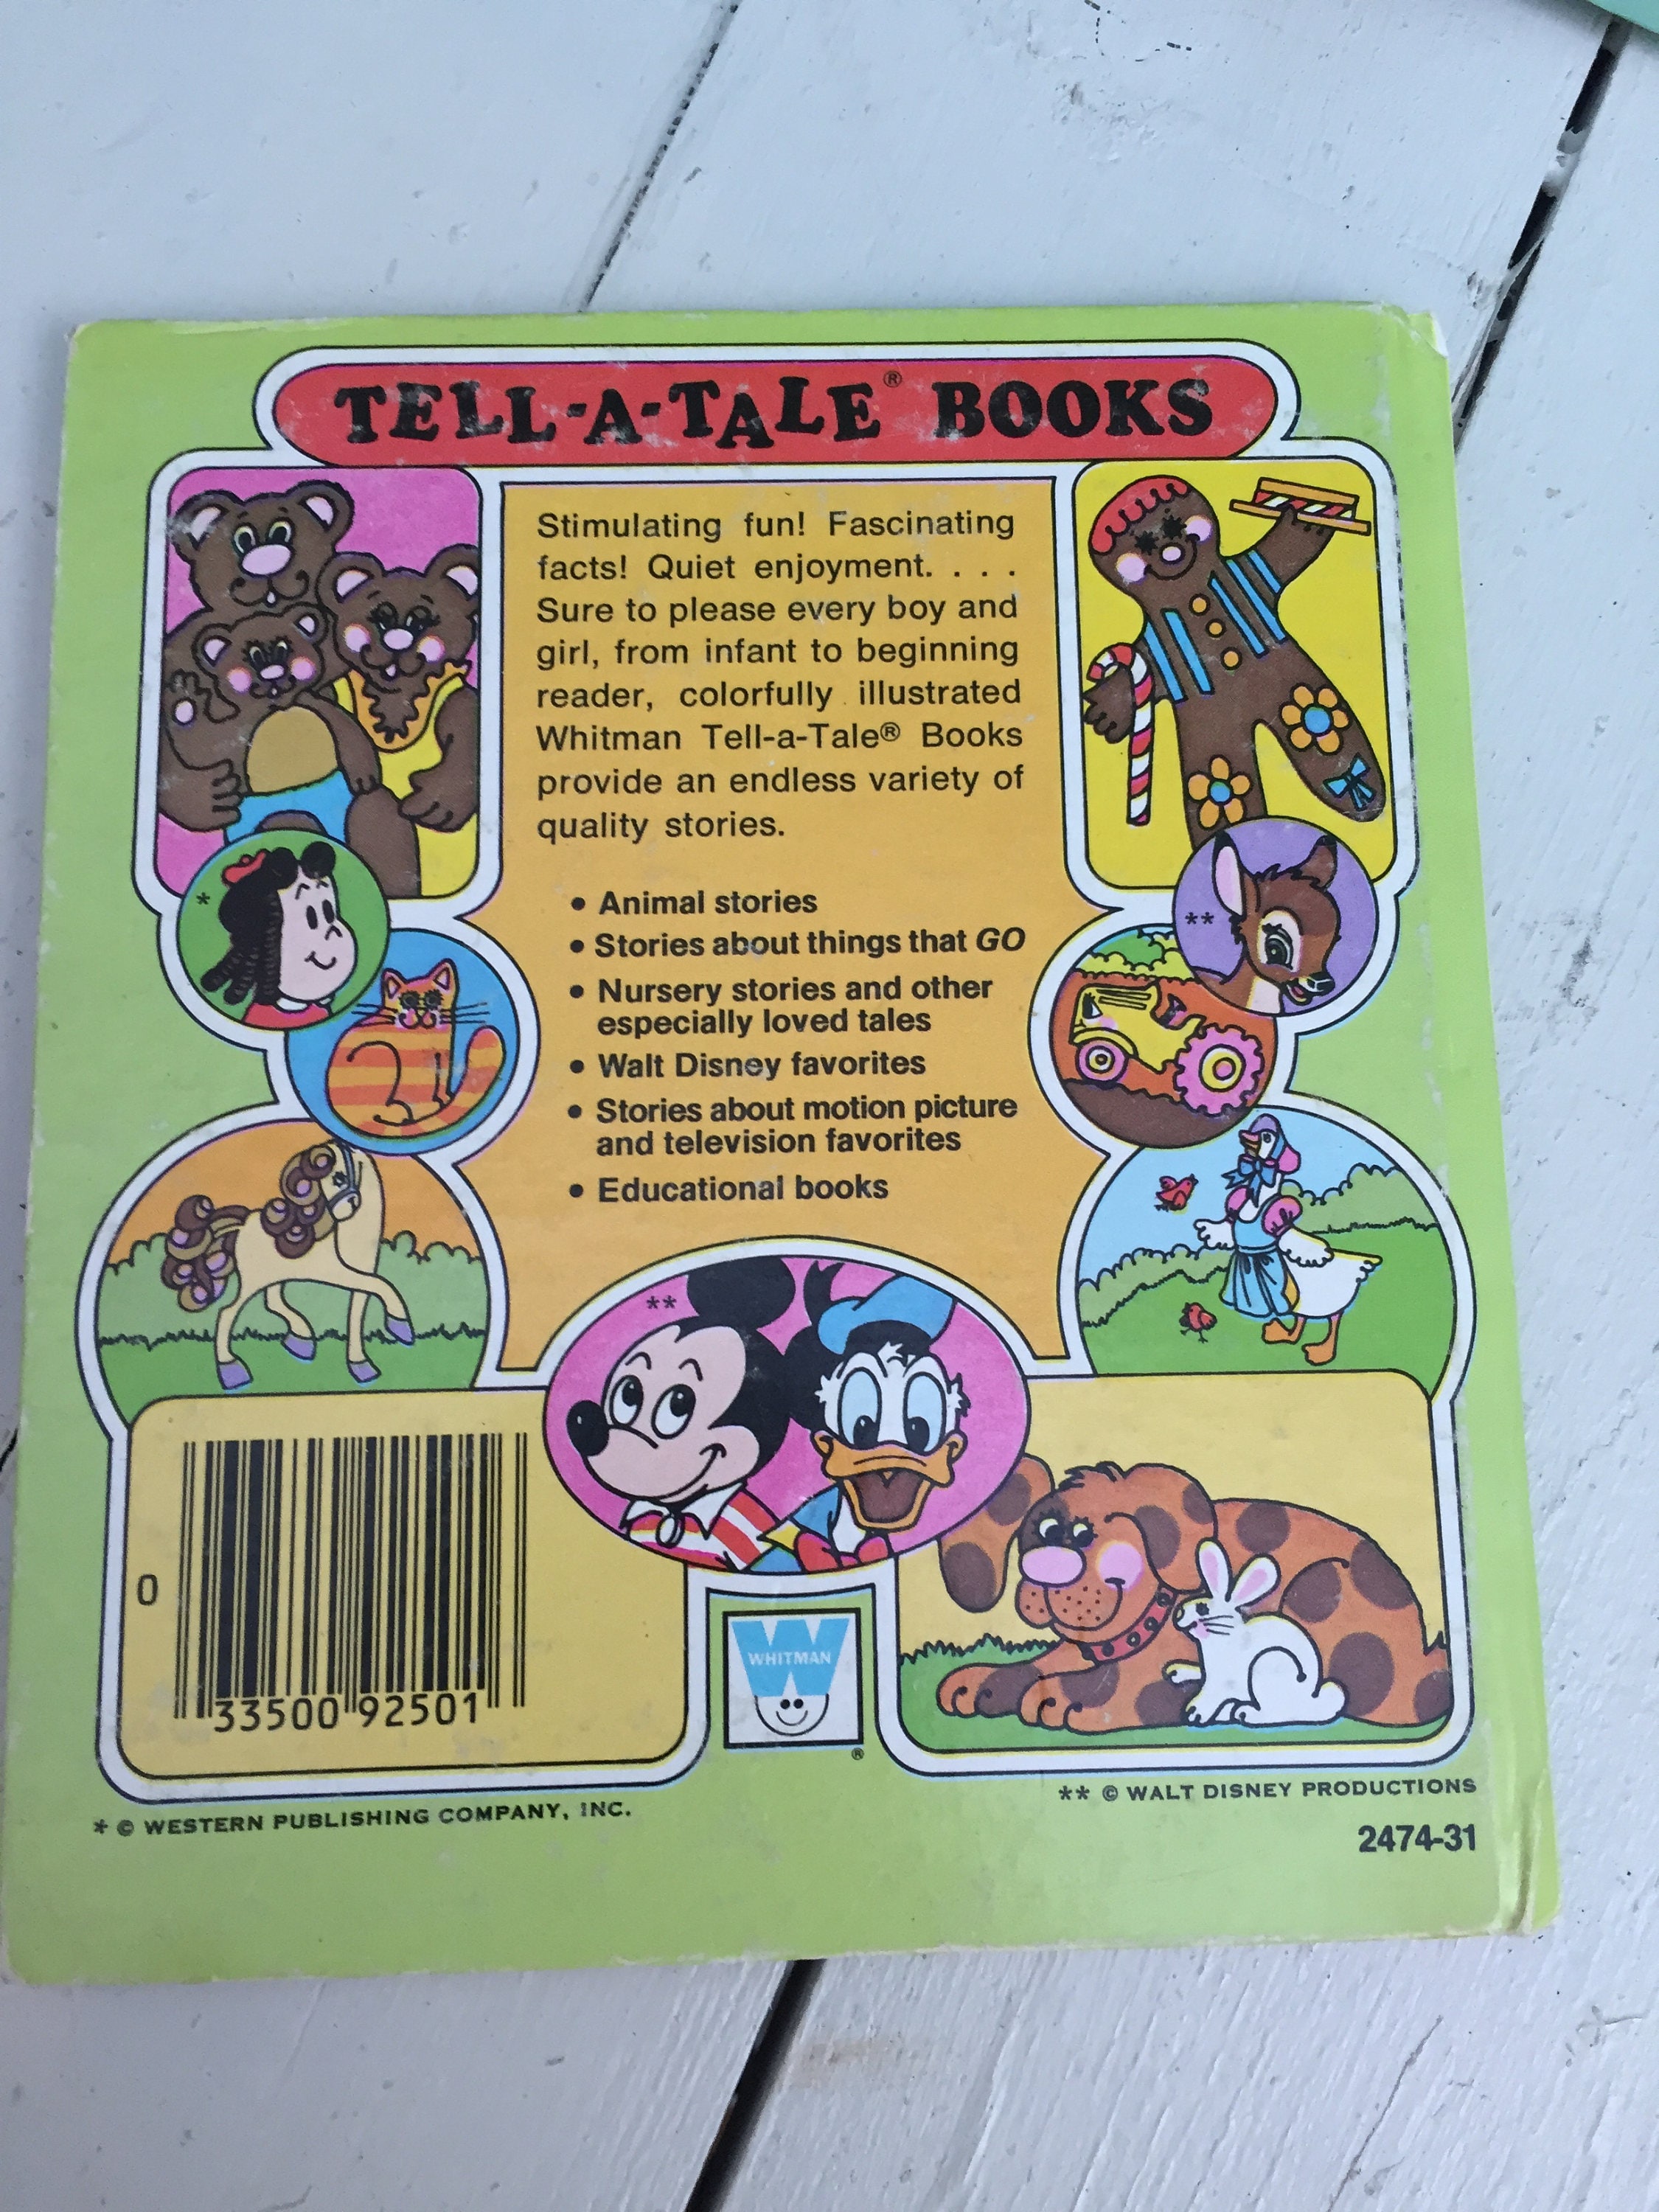 TELL-A-TALE® BOOKS
Stimulating fun! Fascinating
facts! Quiet enjoyment. . . .
Sure to please every boy and
girl, from infant to beginning
reader, colorfully illustrated
Whitman Tell-a-Tale® Books
provide an endless variety of
quality stories.
• Animal stories
• Stories about things that GO
• Nursery stories and other
especially loved tales
• Walt Disney favorites
• Stories about motion picture
and television favorites
• Educational books
*
**
**
0
33500 92501
W
WHITMAN
®
* © WESTERN PUBLISHING COMPANY, INC.
** © WALT DISNEY PRODUCTIONS
2474-31